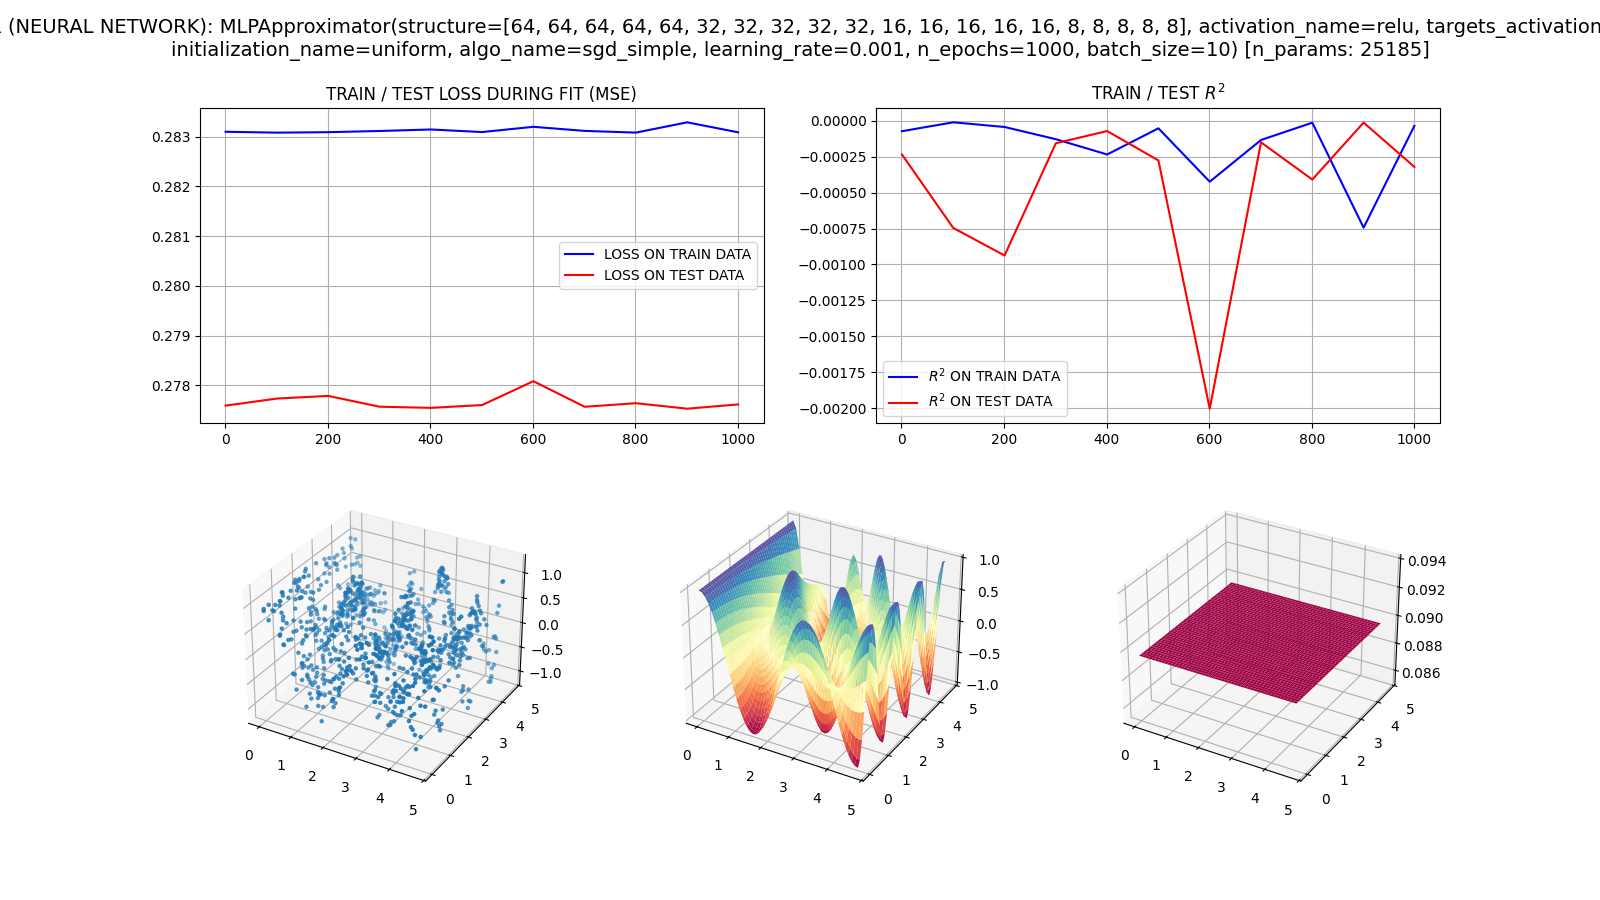 (NEURAL NETWORK): MLPApproximator(structure=[64, 64, 64, 64, 64, 32, 32, 32, 32, 32, 16, 16, 16, 16, 16, 8, 8, 8, 8, 8], activation_name=relu, targets_activation
initialization_name=uniform, algo_name=sgd_simple, learning_rate=0.001, n_epochs=1000, batch_size=10) [n_params: 25185]
TRAIN / TEST LOSS DURING FIT (MSE)
0.283
0.282
0.281
0.280
0.279
0.278
LOSS ON TRAIN DATA
LOSS ON TEST DATA
0 200 400 600 800 1000
TRAIN / TEST R²
0.00000
−0.00025
−0.00050
−0.00075
−0.00100
−0.00125
−0.00150
−0.00175
−0.00200
R² ON TRAIN DATA
R² ON TEST DATA
0 200 400 600 800 1000
1.0
0.5
0.0
−0.5
−1.0
0 1 2 3 4 5
0 1 2 3 4 5
1.0
0.5
0.0
−0.5
−1.0
0 1 2 3 4 5
0 1 2 3 4 5
0.094
0.092
0.090
0.088
0.086
0 1 2 3 4 5
0 1 2 3 4 5